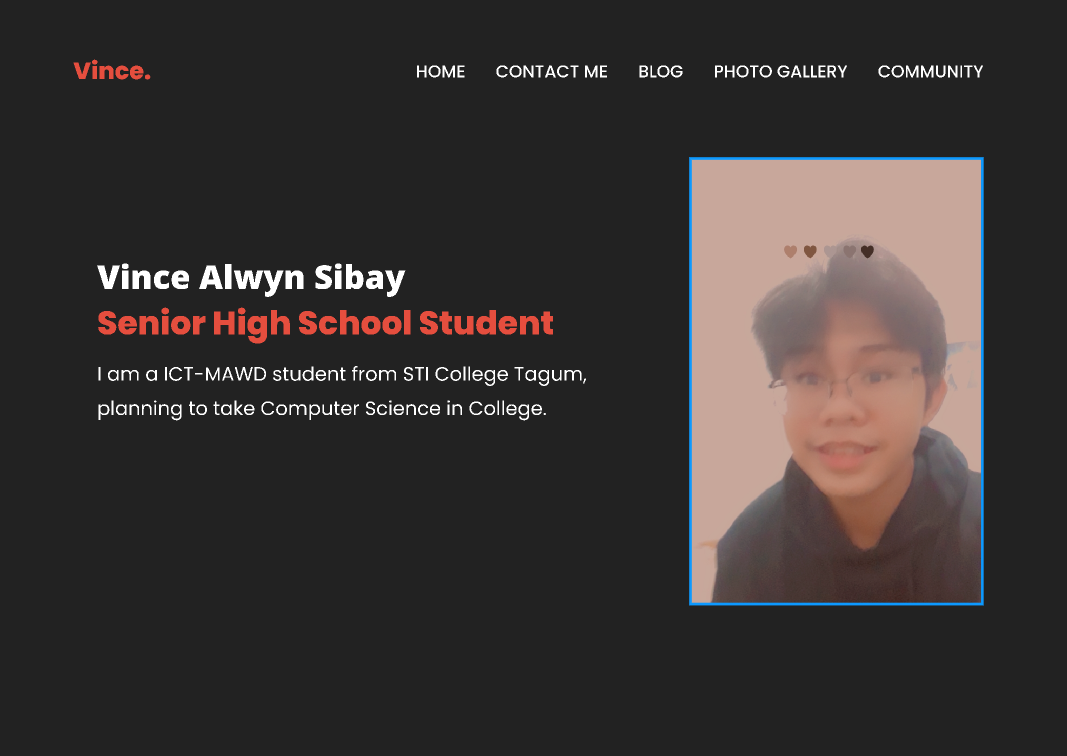 Vince.
HOME CONTACT ME BLOG PHOTO GALLERY COMMUNITY
Vince Alwyn Sibay
Senior High School Student
I am a ICT-MAWD student from STI College Tagum,
planning to take Computer Science in College.